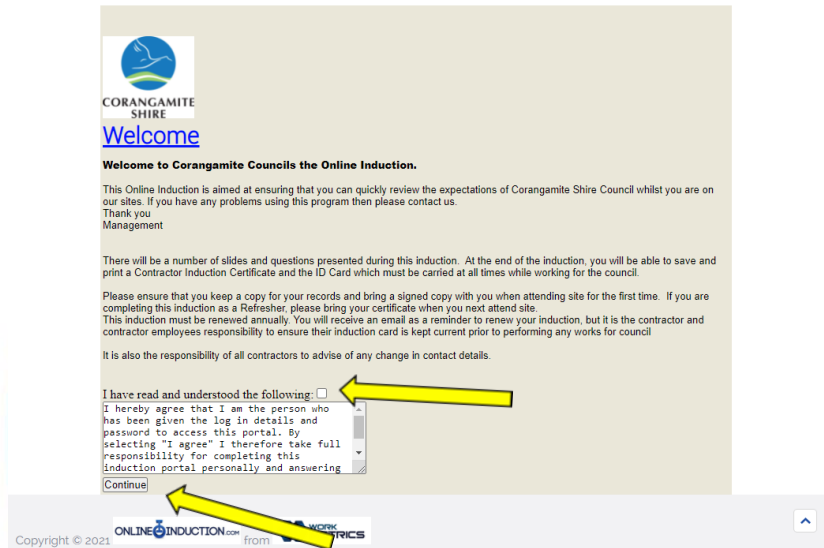 CORANGAMITE
SHIRE
Welcome
Welcome to Corangamite Councils the Online Induction.
This Online Induction is aimed at ensuring that you can quickly review the expectations of Corangamite Shire Council whilst you are on
our sites. If you have any problems using this program then please contact us.
Thank you
Management
There will be a number of slides and questions presented during this induction.  At the end of the induction, you will be able to save and
print a Contractor Induction Certificate and the ID Card which must be carried at all times while working for the council.
Please ensure that you keep a copy for your records and bring a signed copy with you when attending site for the first time.  If you are
completing this induction as a Refresher, please bring your certificate when you next attend site.
This induction must be renewed annually. You will receive an email as a reminder to renew your induction, but it is the contractor and
contractor employees responsibility to ensure their induction card is kept current prior to performing any works for council
It is also the responsibility of all contractors to advise of any change in contact details.
I have read and understood the following:
I hereby agree that I am the person who
has been given the log in details and
password to access this portal. By
selecting "I agree" I therefore take full
responsibility for completing this
induction portal personally and answering
Continue
Copyright © 2021 ONLINE INDUCTION.COM from WORK